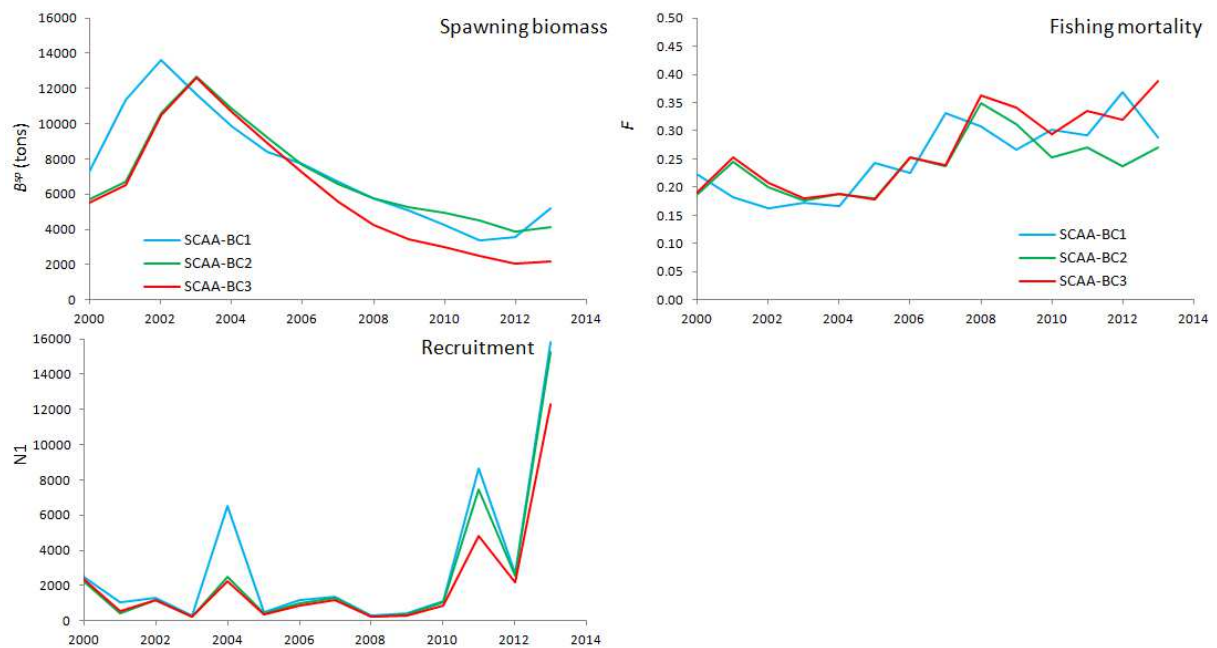 Spawning biomass
16000
14000
12000
10000
8000
6000
4000
2000
0
B^sp (tons)
SCAA-BC1
SCAA-BC2
SCAA-BC3
2000 2002 2004 2006 2008 2010 2012 2014
Fishing mortality
0.50
0.45
0.40
0.35
0.30
0.25
0.20
0.15
0.10
0.05
0.00
F
SCAA-BC1
SCAA-BC2
SCAA-BC3
2000 2002 2004 2006 2008 2010 2012 2014
Recruitment
16000
14000
12000
10000
8000
6000
4000
2000
0
N1
2000 2002 2004 2006 2008 2010 2012 2014